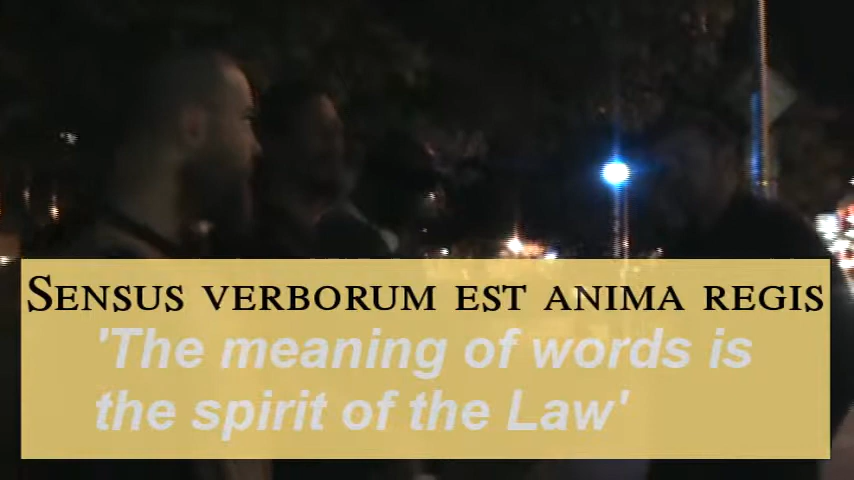 Sensus verborum est anima regis
'The meaning of words is
the spirit of the Law'